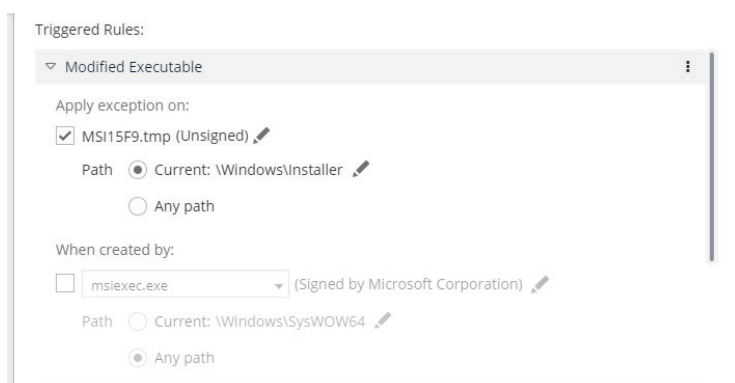 Triggered Rules:
Modified Executable
Apply exception on:
MSI15F9.tmp (Unsigned)
Path Current: \Windows\Installer
Any path
When created by:
msiexec.exe (Signed by Microsoft Corporation)
Path Current: \Windows\SysWOW64
Any path